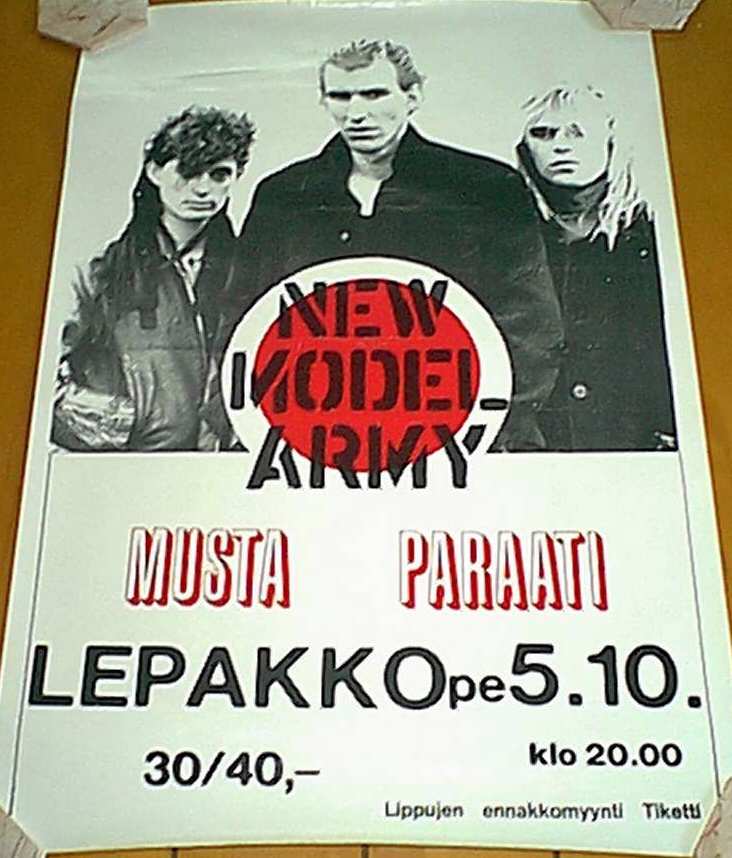 NEW
MODEL
ARMY
MUSTA PARAATI
LEPAKKO pe 5.10.
30/40,– klo 20.00
Lippujen ennakkomyynti Tiketti